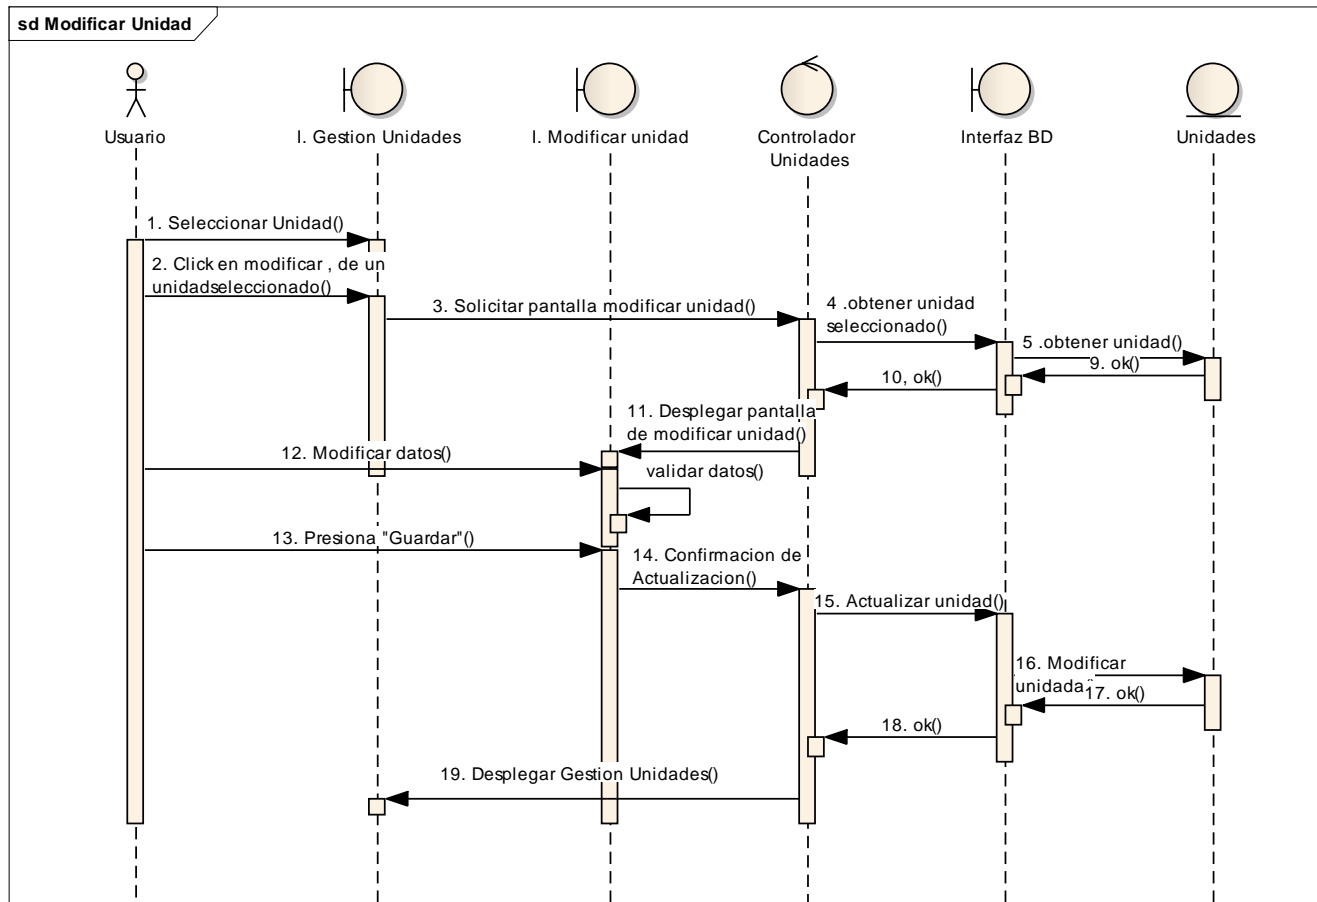 sd Modificar Unidad
Usuario
I. Gestion Unidades
I. Modificar unidad
Controlador
Unidades
Interfaz BD
Unidades
1. Seleccionar Unidad()
2. Click en modificar , de un
unidadseleccionado()
3. Solicitar pantalla modificar unidad()
4 .obtener unidad
seleccionado()
5 .obtener unidad()
9. ok()
10, ok()
11. Desplegar pantalla
de modificar unidad()
12. Modificar datos()
validar datos()
13. Presiona "Guardar"()
14. Confirmacion de
Actualizacion()
15. Actualizar unidad()
16. Modificar
unidada
17. ok()
18. ok()
19. Desplegar Gestion Unidades()